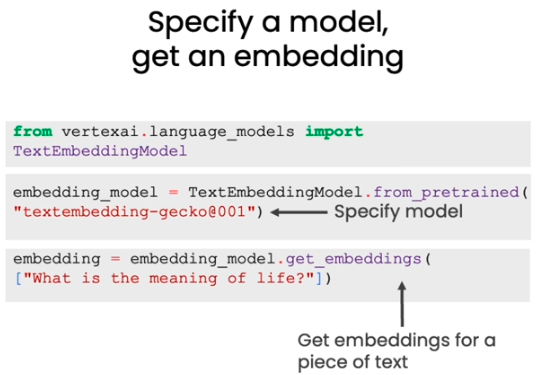 Specify a model,
get an embedding
from vertexai.language_models import
TextEmbeddingModel
embedding_model = TextEmbeddingModel.from_pretrained(
"textembedding-gecko@001") Specify model
embedding = embedding_model.get_embeddings(
["What is the meaning of life?"])
Get embeddings for a
piece of text